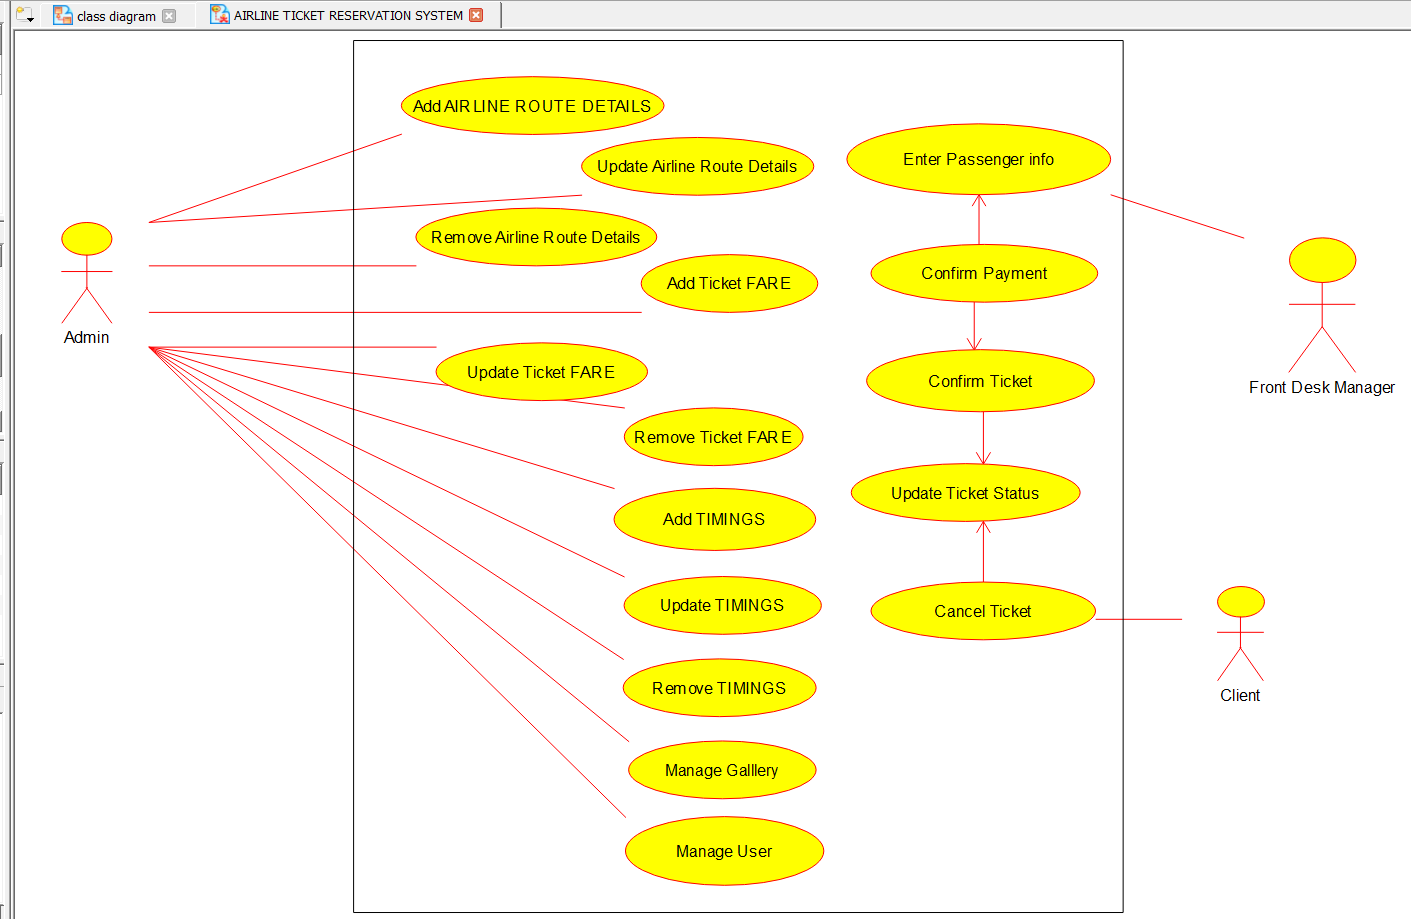 class diagram
AIRLINE TICKET RESERVATION SYSTEM
Add AIRLINE ROUTE DETAILS
Update Airline Route Details
Remove Airline Route Details
Add Ticket FARE
Update Ticket FARE
Remove Ticket FARE
Add TIMINGS
Update TIMINGS
Remove TIMINGS
Manage Galllery
Manage User
Admin
Enter Passenger info
Confirm Payment
Confirm Ticket
Update Ticket Status
Cancel Ticket
Front Desk Manager
Client